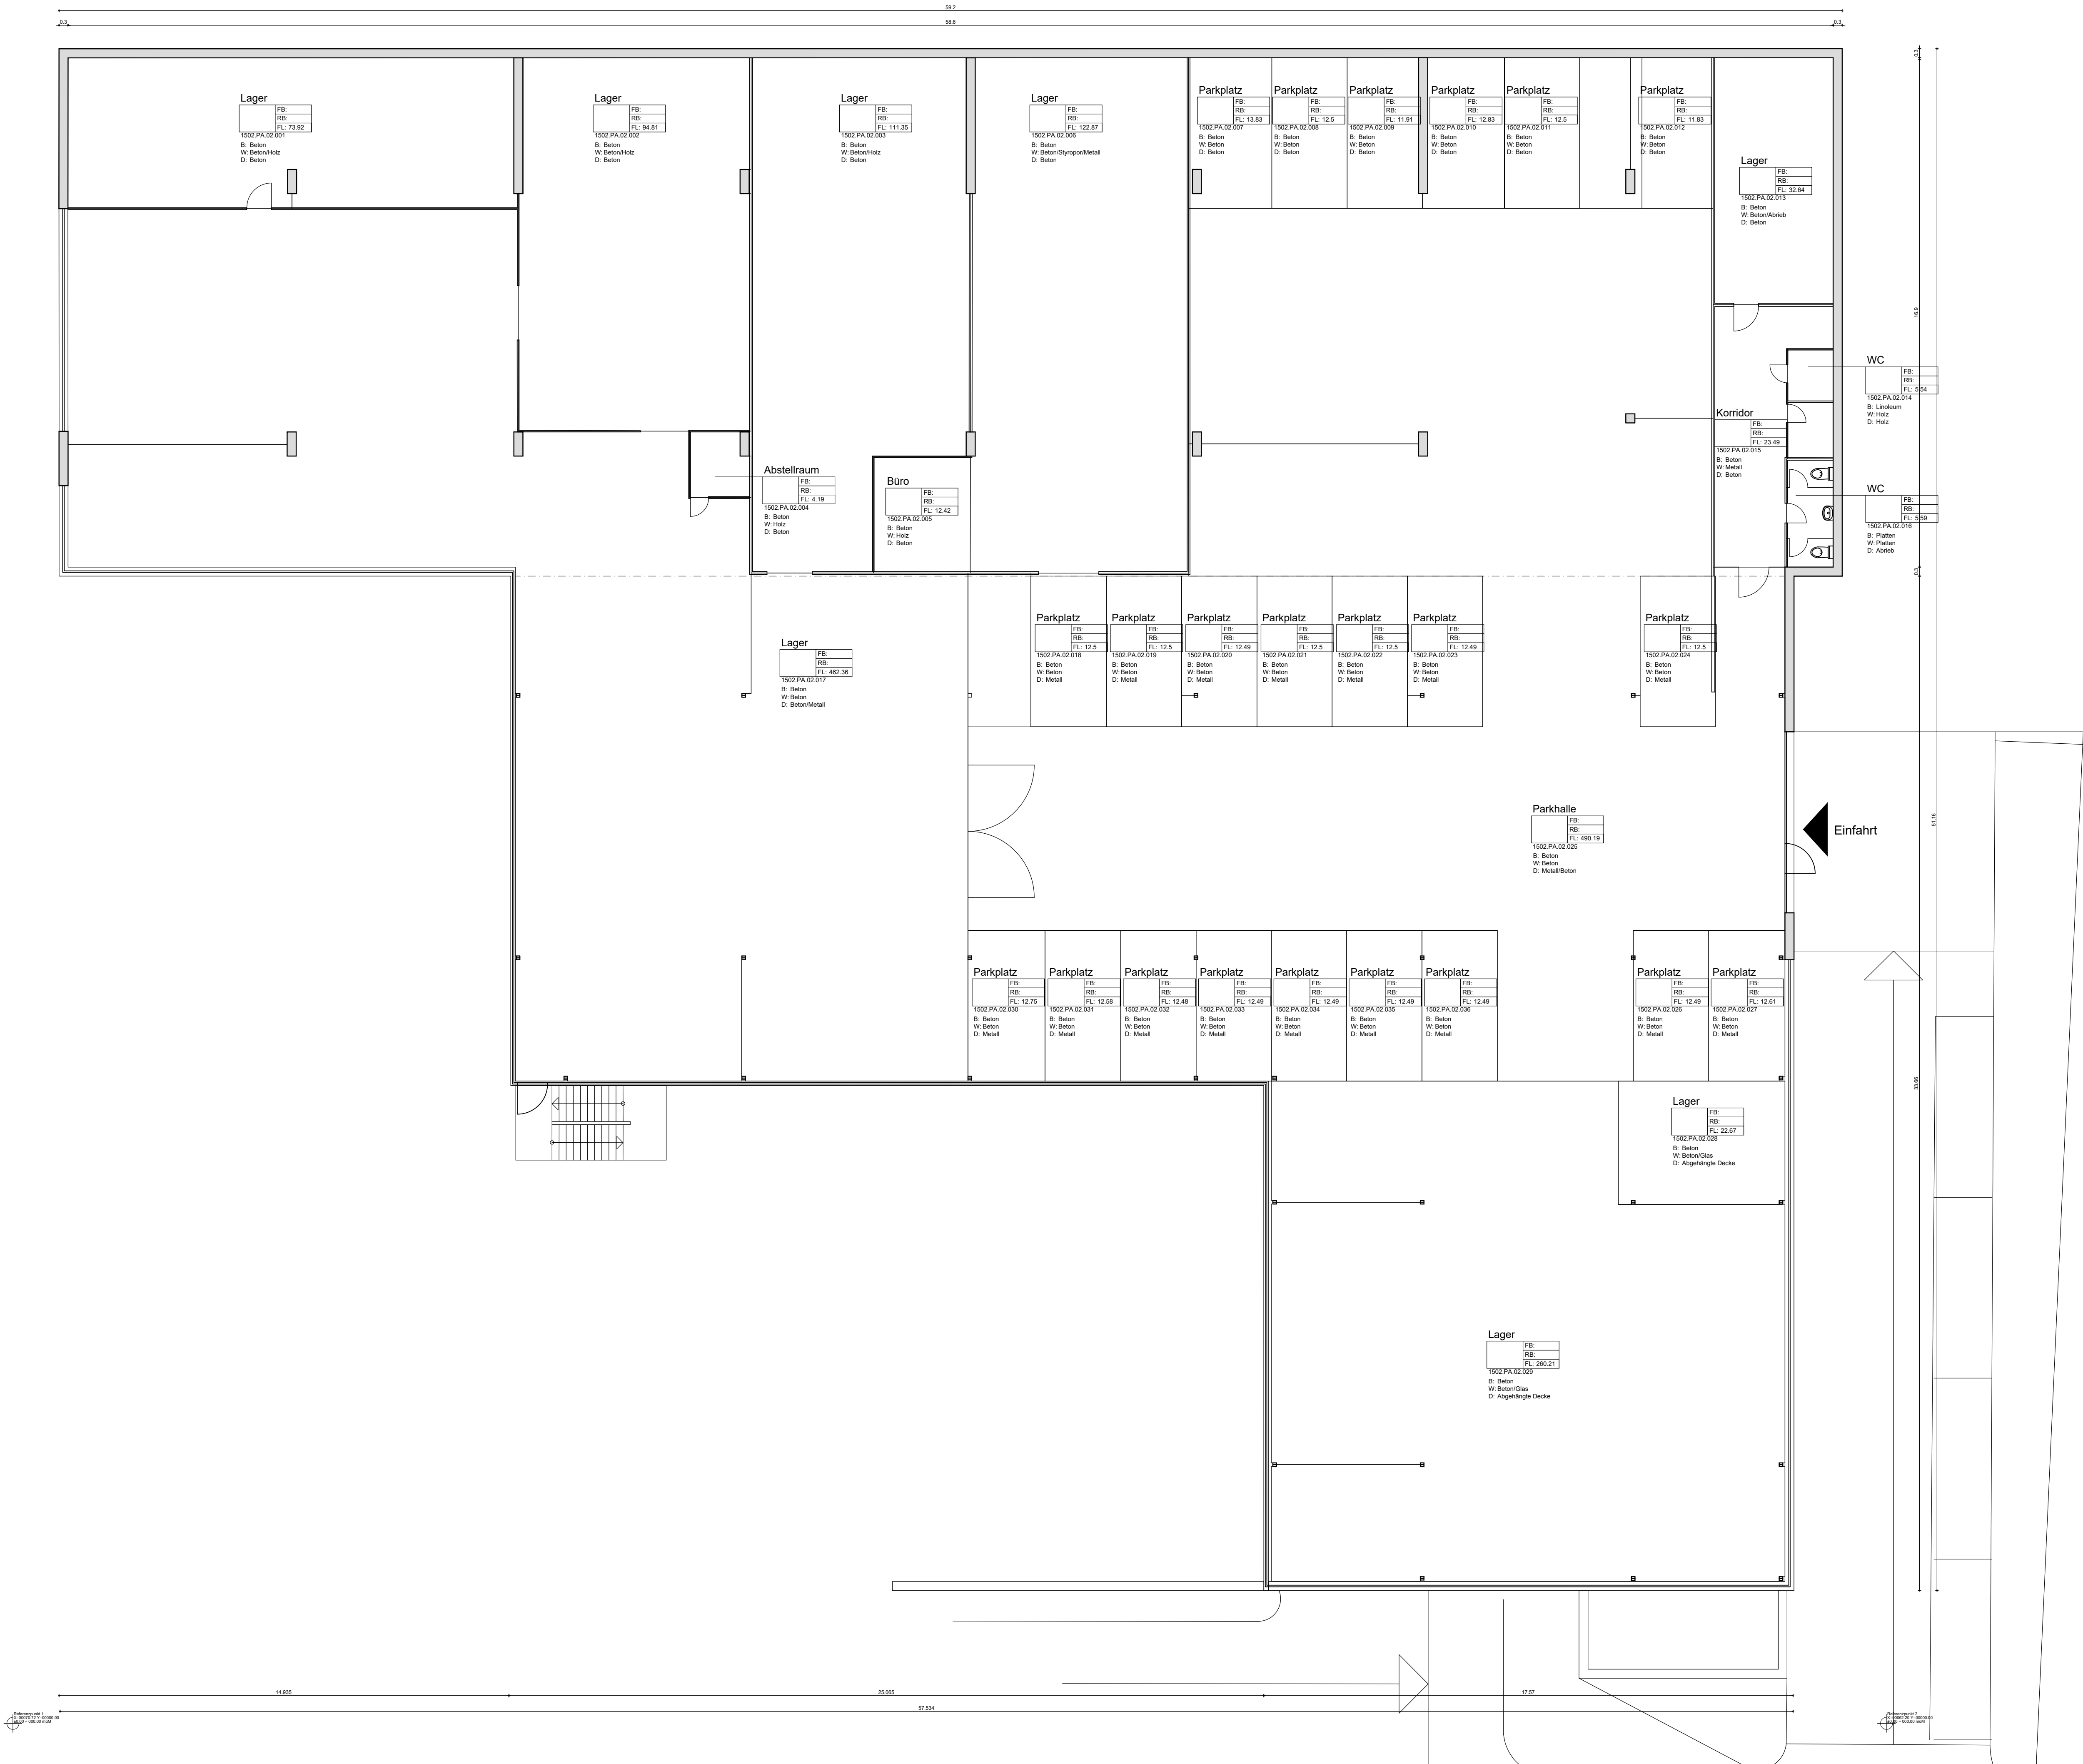 59.2
0.3
58.6
0.3
Lager
FB:
RB:
FL: 73.92
1502.PA.02.001
B: Beton
W: Beton/Holz
D: Beton
Lager
FB:
RB:
FL: 94.81
1502.PA.02.002
B: Beton
W: Beton/Holz
D: Beton
Lager
FB:
RB:
FL: 111.35
1502.PA.02.003
B: Beton
W: Beton/Holz
D: Beton
Lager
FB:
RB:
FL: 122.87
1502.PA.02.006
B: Beton
W: Beton/Styropor/Metall
D: Beton
Parkplatz
FB:
RB:
FL: 13.83
1502.PA.02.007
B: Beton
W: Beton
D: Beton
Parkplatz
FB:
RB:
FL: 12.5
1502.PA.02.008
B: Beton
W: Beton
D: Beton
Parkplatz
FB:
RB:
FL: 11.91
1502.PA.02.009
B: Beton
W: Beton
D: Beton
Parkplatz
FB:
RB:
FL: 12.83
1502.PA.02.010
B: Beton
W: Beton
D: Beton
Parkplatz
FB:
RB:
FL: 12.5
1502.PA.02.011
B: Beton
W: Beton
D: Beton
Parkplatz
FB:
RB:
FL: 11.83
1502.PA.02.012
B: Beton
W: Beton
D: Beton
Lager
FB:
RB:
FL: 32.64
1502.PA.02.013
B: Beton
W: Beton/Abrieb
D: Beton
0.3
16.9
0.3
51.16
33.66
WC
FB:
RB:
FL: 5.54
1502.PA.02.014
B: Linoleum
W: Holz
D: Holz
Korridor
FB:
RB:
FL: 23.49
1502.PA.02.015
B: Beton
W: Metall
D: Beton
WC
FB:
RB:
FL: 5.59
1502.PA.02.016
B: Platten
W: Platten
D: Abrieb
Abstellraum
FB:
RB:
FL: 4.19
1502.PA.02.004
B: Beton
W: Holz
D: Beton
Büro
FB:
RB:
FL: 12.42
1502.PA.02.005
B: Beton
W: Holz
D: Beton
Lager
FB:
RB:
FL: 462.36
1502.PA.02.017
B: Beton
W: Beton
D: Beton/Metall
Parkplatz
FB:
RB:
FL: 12.5
1502.PA.02.018
B: Beton
W: Beton
D: Metall
Parkplatz
FB:
RB:
FL: 12.5
1502.PA.02.019
B: Beton
W: Beton
D: Metall
Parkplatz
FB:
RB:
FL: 12.49
1502.PA.02.020
B: Beton
W: Beton
D: Metall
Parkplatz
FB:
RB:
FL: 12.5
1502.PA.02.021
B: Beton
W: Beton
D: Metall
Parkplatz
FB:
RB:
FL: 12.5
1502.PA.02.022
B: Beton
W: Beton
D: Metall
Parkplatz
FB:
RB:
FL: 12.49
1502.PA.02.023
B: Beton
W: Beton
D: Metall
Parkplatz
FB:
RB:
FL: 12.5
1502.PA.02.024
B: Beton
W: Beton
D: Metall
Parkhalle
FB:
RB:
FL: 490.19
1502.PA.02.025
B: Beton
W: Beton
D: Metall/Beton
Einfahrt
Parkplatz
FB:
RB:
FL: 12.75
1502.PA.02.030
B: Beton
W: Beton
D: Metall
Parkplatz
FB:
RB:
FL: 12.58
1502.PA.02.031
B: Beton
W: Beton
D: Metall
Parkplatz
FB:
RB:
FL: 12.48
1502.PA.02.032
B: Beton
W: Beton
D: Metall
Parkplatz
FB:
RB:
FL: 12.49
1502.PA.02.033
B: Beton
W: Beton
D: Metall
Parkplatz
FB:
RB:
FL: 12.49
1502.PA.02.034
B: Beton
W: Beton
D: Metall
Parkplatz
FB:
RB:
FL: 12.49
1502.PA.02.035
B: Beton
W: Beton
D: Metall
Parkplatz
FB:
RB:
FL: 12.49
1502.PA.02.036
B: Beton
W: Beton
D: Metall
Parkplatz
FB:
RB:
FL: 12.49
1502.PA.02.026
B: Beton
W: Beton
D: Metall
Parkplatz
FB:
RB:
FL: 12.61
1502.PA.02.027
B: Beton
W: Beton
D: Metall
Lager
FB:
RB:
FL: 22.67
1502.PA.02.028
B: Beton
W: Beton/Glas
D: Abgehängte Decke
Lager
FB:
RB:
FL: 260.21
1502.PA.02.029
B: Beton
W: Beton/Glas
D: Abgehängte Decke
14.935
25.065
17.57
57.534
Referenzpunkt 1
Referenzpunkt 2